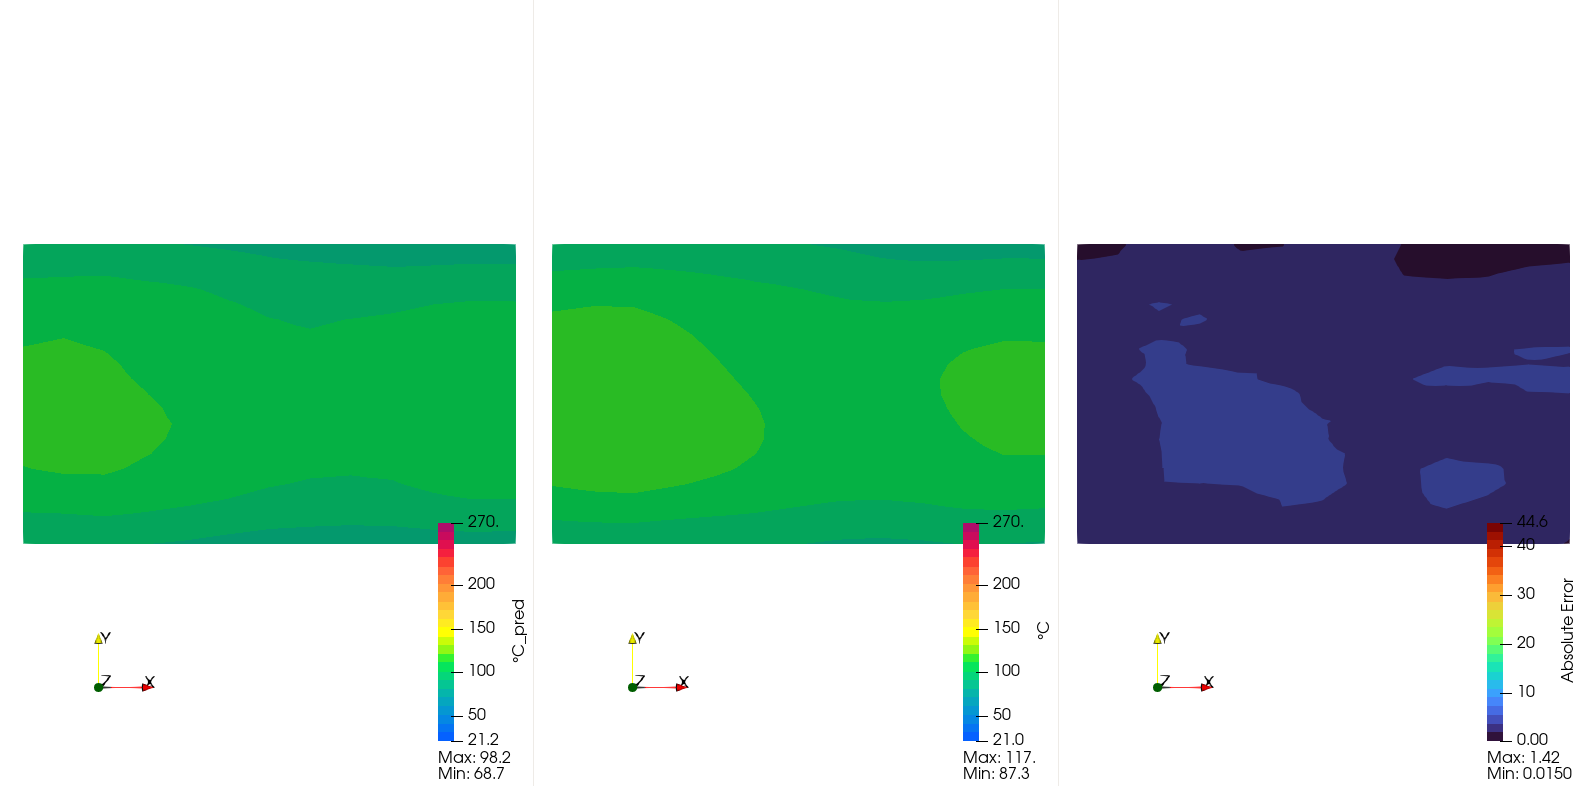 270.
200
150
100
50
21.2
°C_pred
Max: 98.2
Min: 68.7
Y
Z
X
270.
200
150
100
50
21.0
°C
Max: 117.
Min: 87.3
Y
Z
X
44.6
40
30
20
10
0.00
Absolute Error
Max: 1.42
Min: 0.0150
Y
Z
X